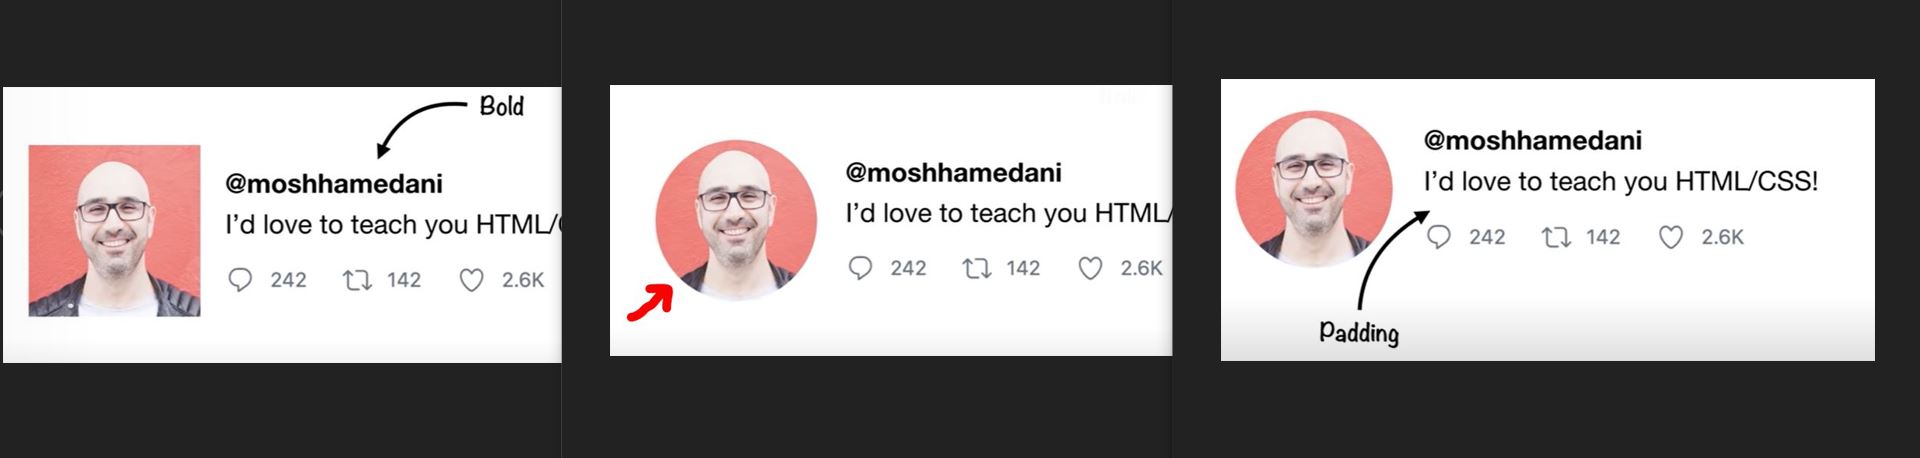 Bold
@moshhamedani
I'd love to teach you HTML/
242 142 2.6K
@moshhamedani
I'd love to teach you HTML/
242 142 2.6K
@moshhamedani
I'd love to teach you HTML/CSS!
242 142 2.6K
Padding